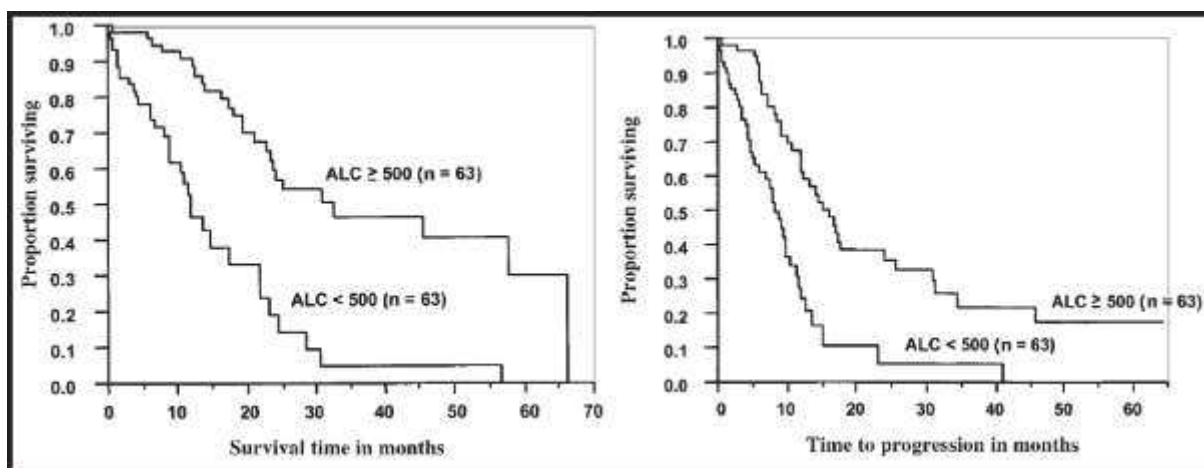 Proportion surviving
1.0
0.9
0.8
0.7
0.6
0.5
0.4
0.3
0.2
0.1
0.0
ALC ≥ 500 (n = 63)
ALC < 500 (n = 63)
0 10 20 30 40 50 60 70
Survival time in months
Proportion surviving
1.0
0.9
0.8
0.7
0.6
0.5
0.4
0.3
0.2
0.1
0.0
ALC ≥ 500 (n = 63)
ALC < 500 (n = 63)
0 10 20 30 40 50 60
Time to progression in months